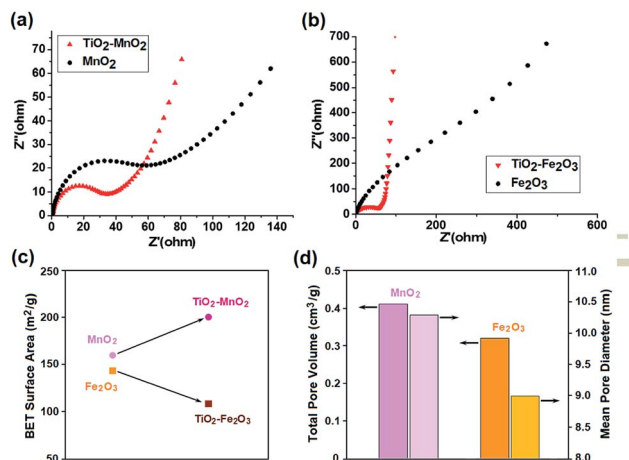 (a)
TiO₂-MnO₂
MnO₂
Z''(ohm)
70
60
50
40
30
20
10
0
0 20 40 60 80 100 120 140
Z'(ohm)
(b)
TiO₂-Fe₂O₃
Fe₂O₃
Z''(ohm)
700
600
500
400
300
200
100
0
0 200 400 600
Z'(ohm)
(c)
BET Surface Area (m²/g)
250
200
150
100
50
TiO₂-MnO₂
MnO₂
Fe₂O₃
TiO₂-Fe₂O₃
(d)
Total Pore Volume (cm³/g)
0.5
0.4
0.3
0.2
0.1
0
MnO₂
Fe₂O₃
11.0
10.5
10.0
9.5
9.0
8.5
8.0
Mean Pore Diameter (nm)